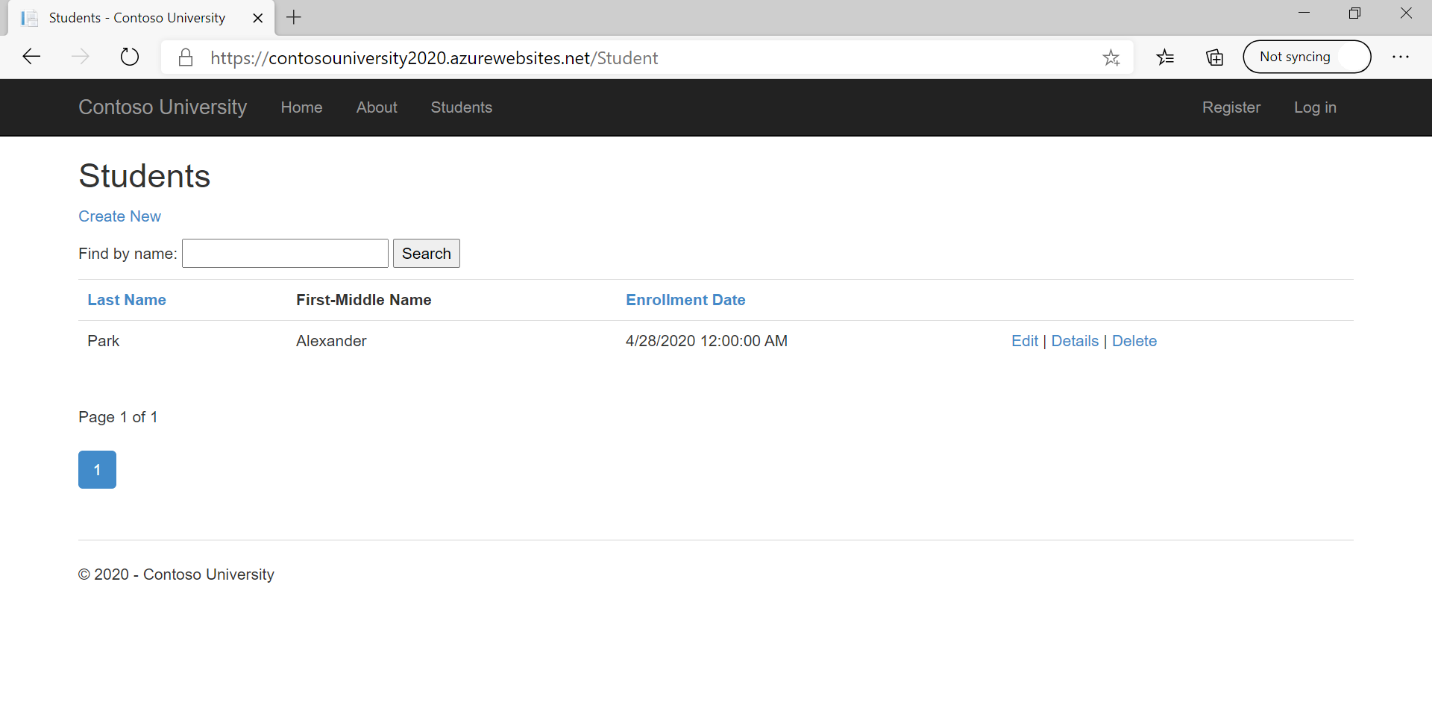 Students - Contoso University
https://contosouniversity2020.azurewebsites.net/Student
Not syncing
Contoso University Home About Students Register Log in
Students
Create New
Find by name: Search
Last Name First-Middle Name Enrollment Date
Park Alexander 4/28/2020 12:00:00 AM Edit | Details | Delete
Page 1 of 1
1
© 2020 - Contoso University